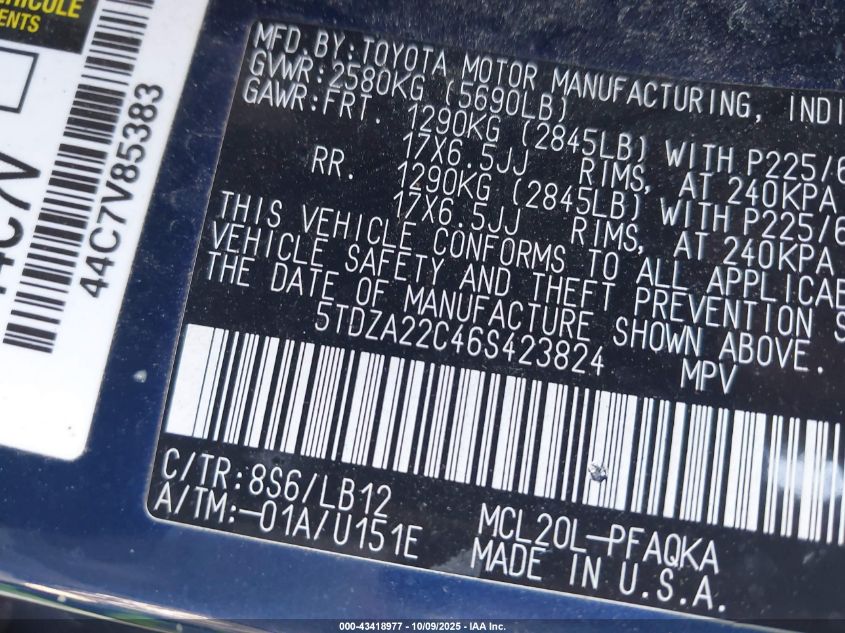 HICULE
ENTS
44C7V85383
MFD. BY: TOYOTA MOTOR MANUFACTURING, INDI
GVWR: 2580KG (5690LB)
GAWR: FRT. 1290KG (2845LB) WITH P225/6
17X6.5JJ RIMS, AT 240KPA
RR. 1290KG (2845LB) WITH P225/6
17X6.5JJ RIMS, AT 240KPA
THIS VEHICLE CONFORMS TO ALL APPLICAB
VEHICLE SAFETY AND THEFT PREVENTION S
THE DATE OF MANUFACTURE SHOWN ABOVE.
5TDZA22C46S423824 MPV
C/TR: 8S6/LB12
A/TM:-01A/U151E
MCL20L-PFAQKA
MADE IN U.S.A.
000-43418977 - 10/09/2025 - IAA Inc.